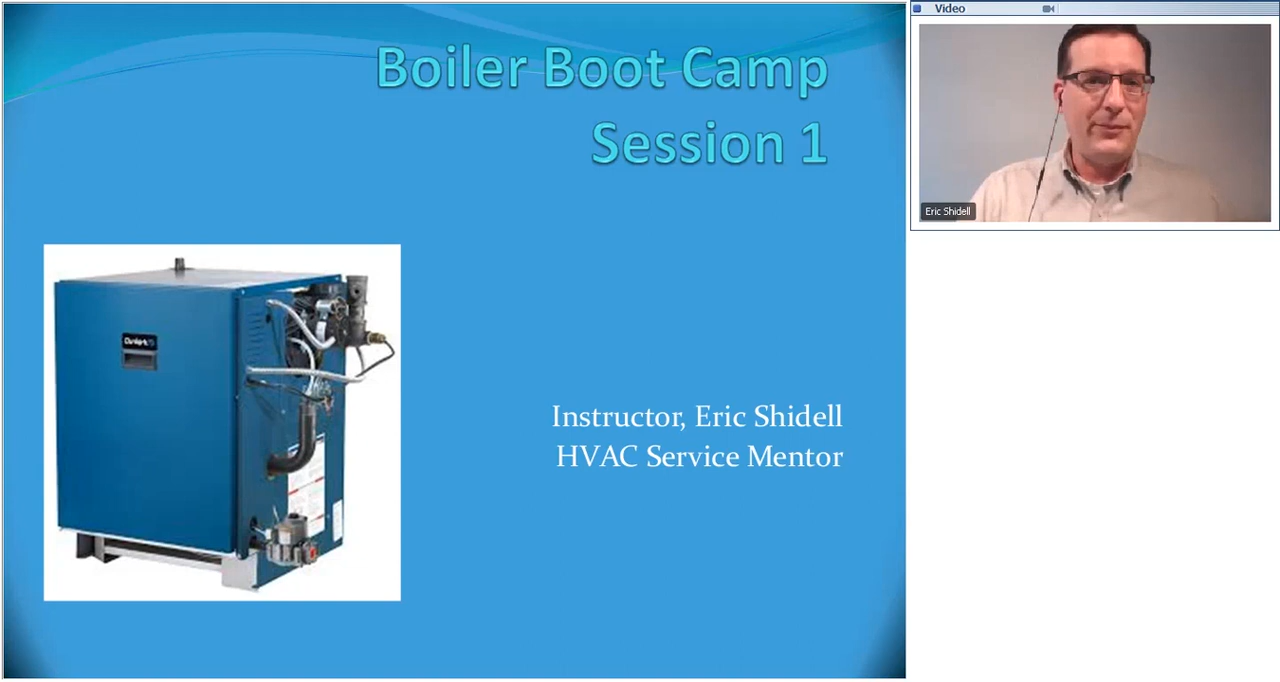 Boiler Boot Camp
Session 1
Instructor, Eric Shidell
HVAC Service Mentor
Video
Eric Shidell